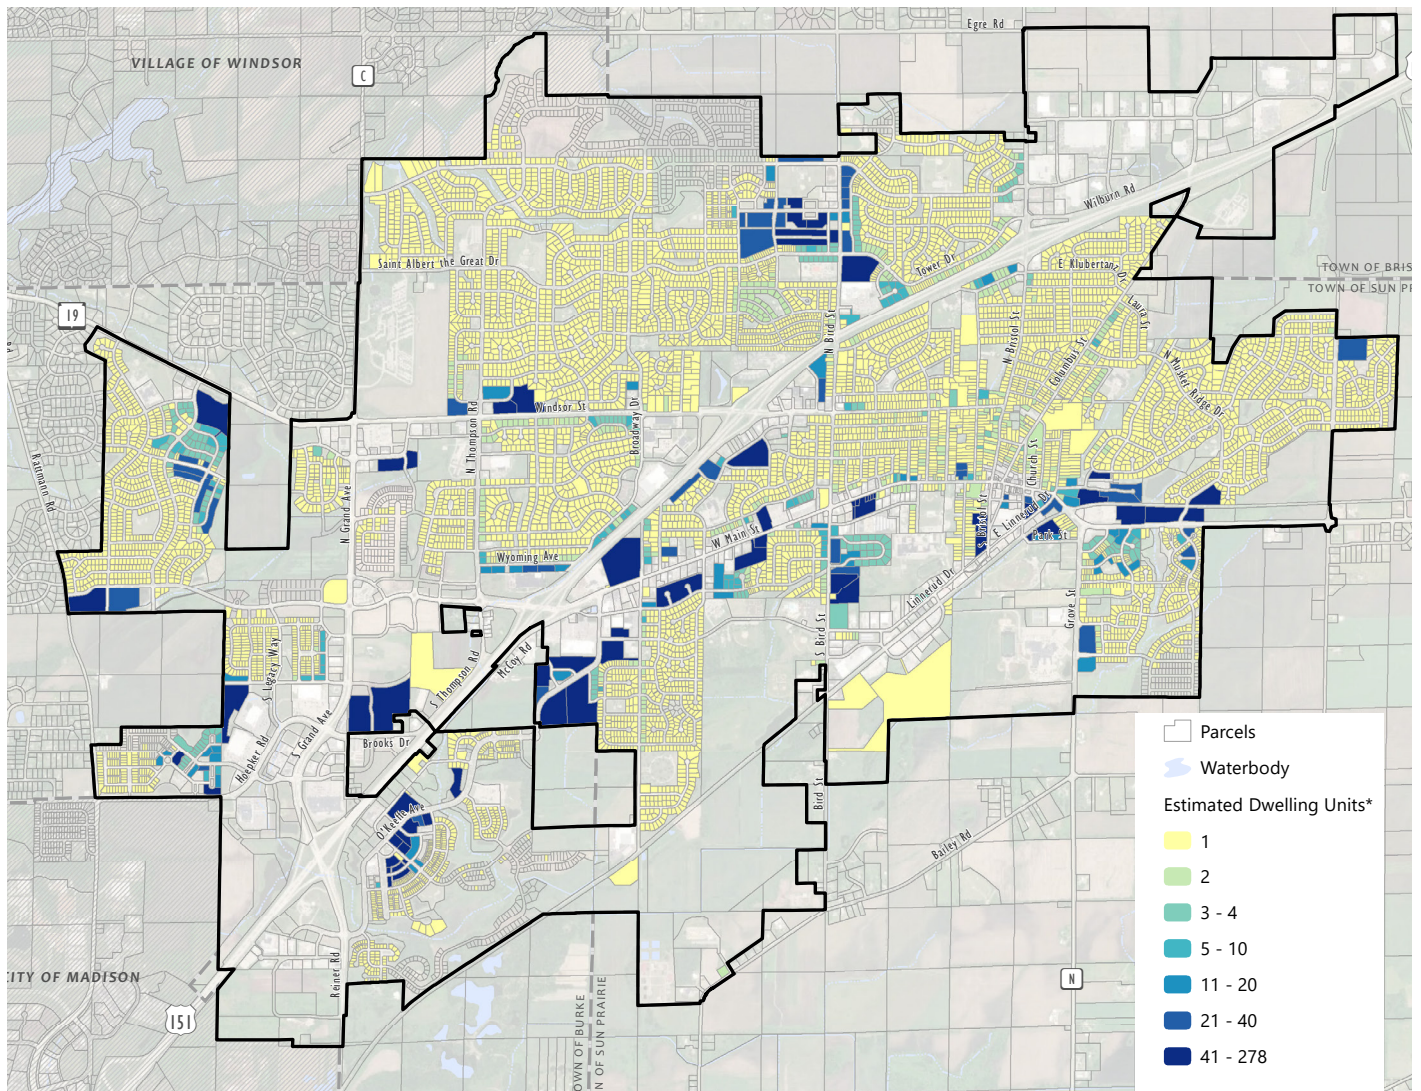 Egre Rd
VILLAGE OF WINDSOR
C
Wilburn Rd
Saint Albert the Great Dr
Tower Dr
E Klubertanz Dr
TOWN OF BRIS
TOWN OF SUN PR
19
Laura St
N Bird St
N Bristol St
Columbus St
N Musket Ridge Dr
Windsor St
Broadway Dr
N Thompson Rd
Rattmann Rd
N Grand Ave
Church St
W Main St
S Bristol St
E Linnerud Dr
Park St
Wyoming Ave
Linnerud Dr
Grove St
S Bird St
S Legacy Way
S Thompson Rd
McCoy Rd
S Grand Ave
Hoepker Rd
Brooks Dr
Bird St
O'Keeffe Ave
Bailey Rd
CITY OF MADISON
Reiner Rd
151
TOWN OF BURKE
N OF SUN PRAIRIE
N
Parcels
Waterbody
Estimated Dwelling Units*
1
2
3 - 4
5 - 10
11 - 20
21 - 40
41 - 278